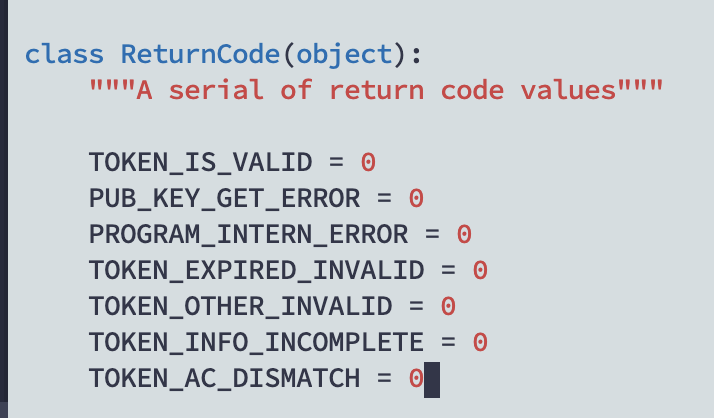 class ReturnCode(object):
"""A serial of return code values"""
TOKEN_IS_VALID = 0
PUB_KEY_GET_ERROR = 0
PROGRAM_INTERN_ERROR = 0
TOKEN_EXPIRED_INVALID = 0
TOKEN_OTHER_INVALID = 0
TOKEN_INFO_INCOMPLETE = 0
TOKEN_AC_DISMATCH = 0